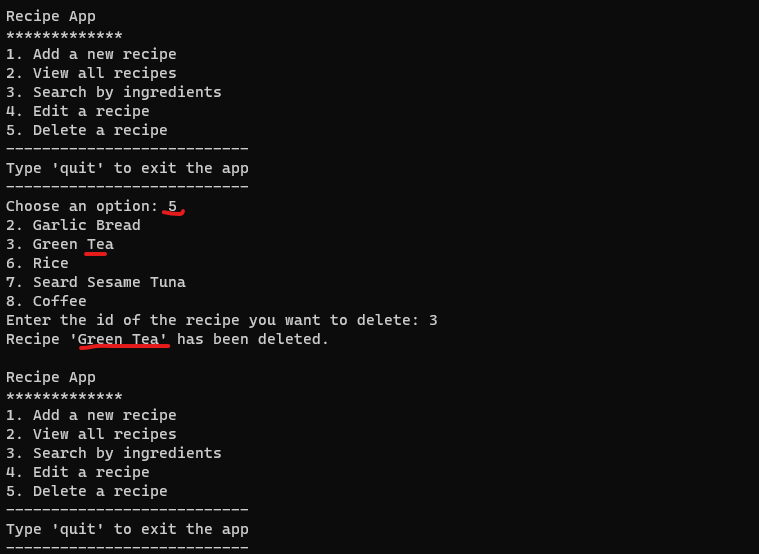 Recipe App
*************
1. Add a new recipe
2. View all recipes
3. Search by ingredients
4. Edit a recipe
5. Delete a recipe
---------------------------
Type 'quit' to exit the app
---------------------------
Choose an option: 5
2. Garlic Bread
3. Green Tea
6. Rice
7. Seard Sesame Tuna
8. Coffee
Enter the id of the recipe you want to delete: 3
Recipe 'Green Tea' has been deleted.
Recipe App
*************
1. Add a new recipe
2. View all recipes
3. Search by ingredients
4. Edit a recipe
5. Delete a recipe
---------------------------
Type 'quit' to exit the app
---------------------------